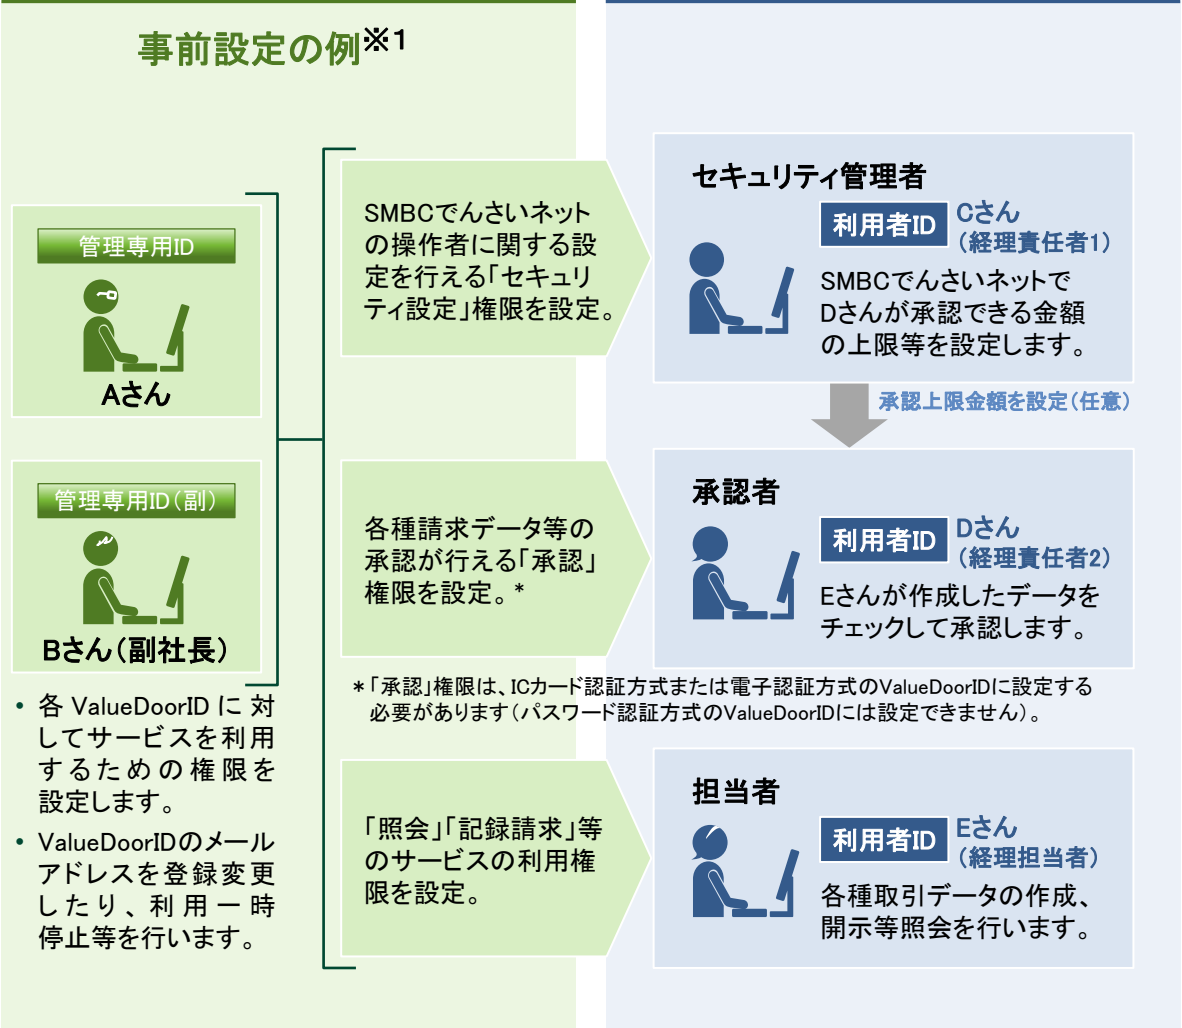 事前設定の例※1
管理専用ID
Aさん
管理専用ID（副）
Bさん（副社長）
• 各 ValueDoorID に 対
してサービスを利用
するための権限を
設定します。
• ValueDoorIDのメール
アドレスを登録変更
したり、利用一時
停止等を行います。
SMBCでんさいネット
の操作者に関する設
定を行える「セキュリ
ティ設定」権限を設定。
セキュリティ管理者
利用者ID
Cさん
（経理責任者1）
SMBCでんさいネットで
Dさんが承認できる金額
の上限等を設定します。
承認上限金額を設定（任意）
各種請求データ等の
承認が行える「承認」
権限を設定。*
承認者
利用者ID
Dさん
（経理責任者2）
Eさんが作成したデータを
チェックして承認します。
*「承認」権限は、ICカード認証方式または電子認証方式のValueDoorIDに設定する
必要があります（パスワード認証方式のValueDoorIDには設定できません）。
「照会」「記録請求」等
のサービスの利用権
限を設定。
担当者
利用者ID
Eさん
（経理担当者）
各種取引データの作成、
開示等照会を行います。